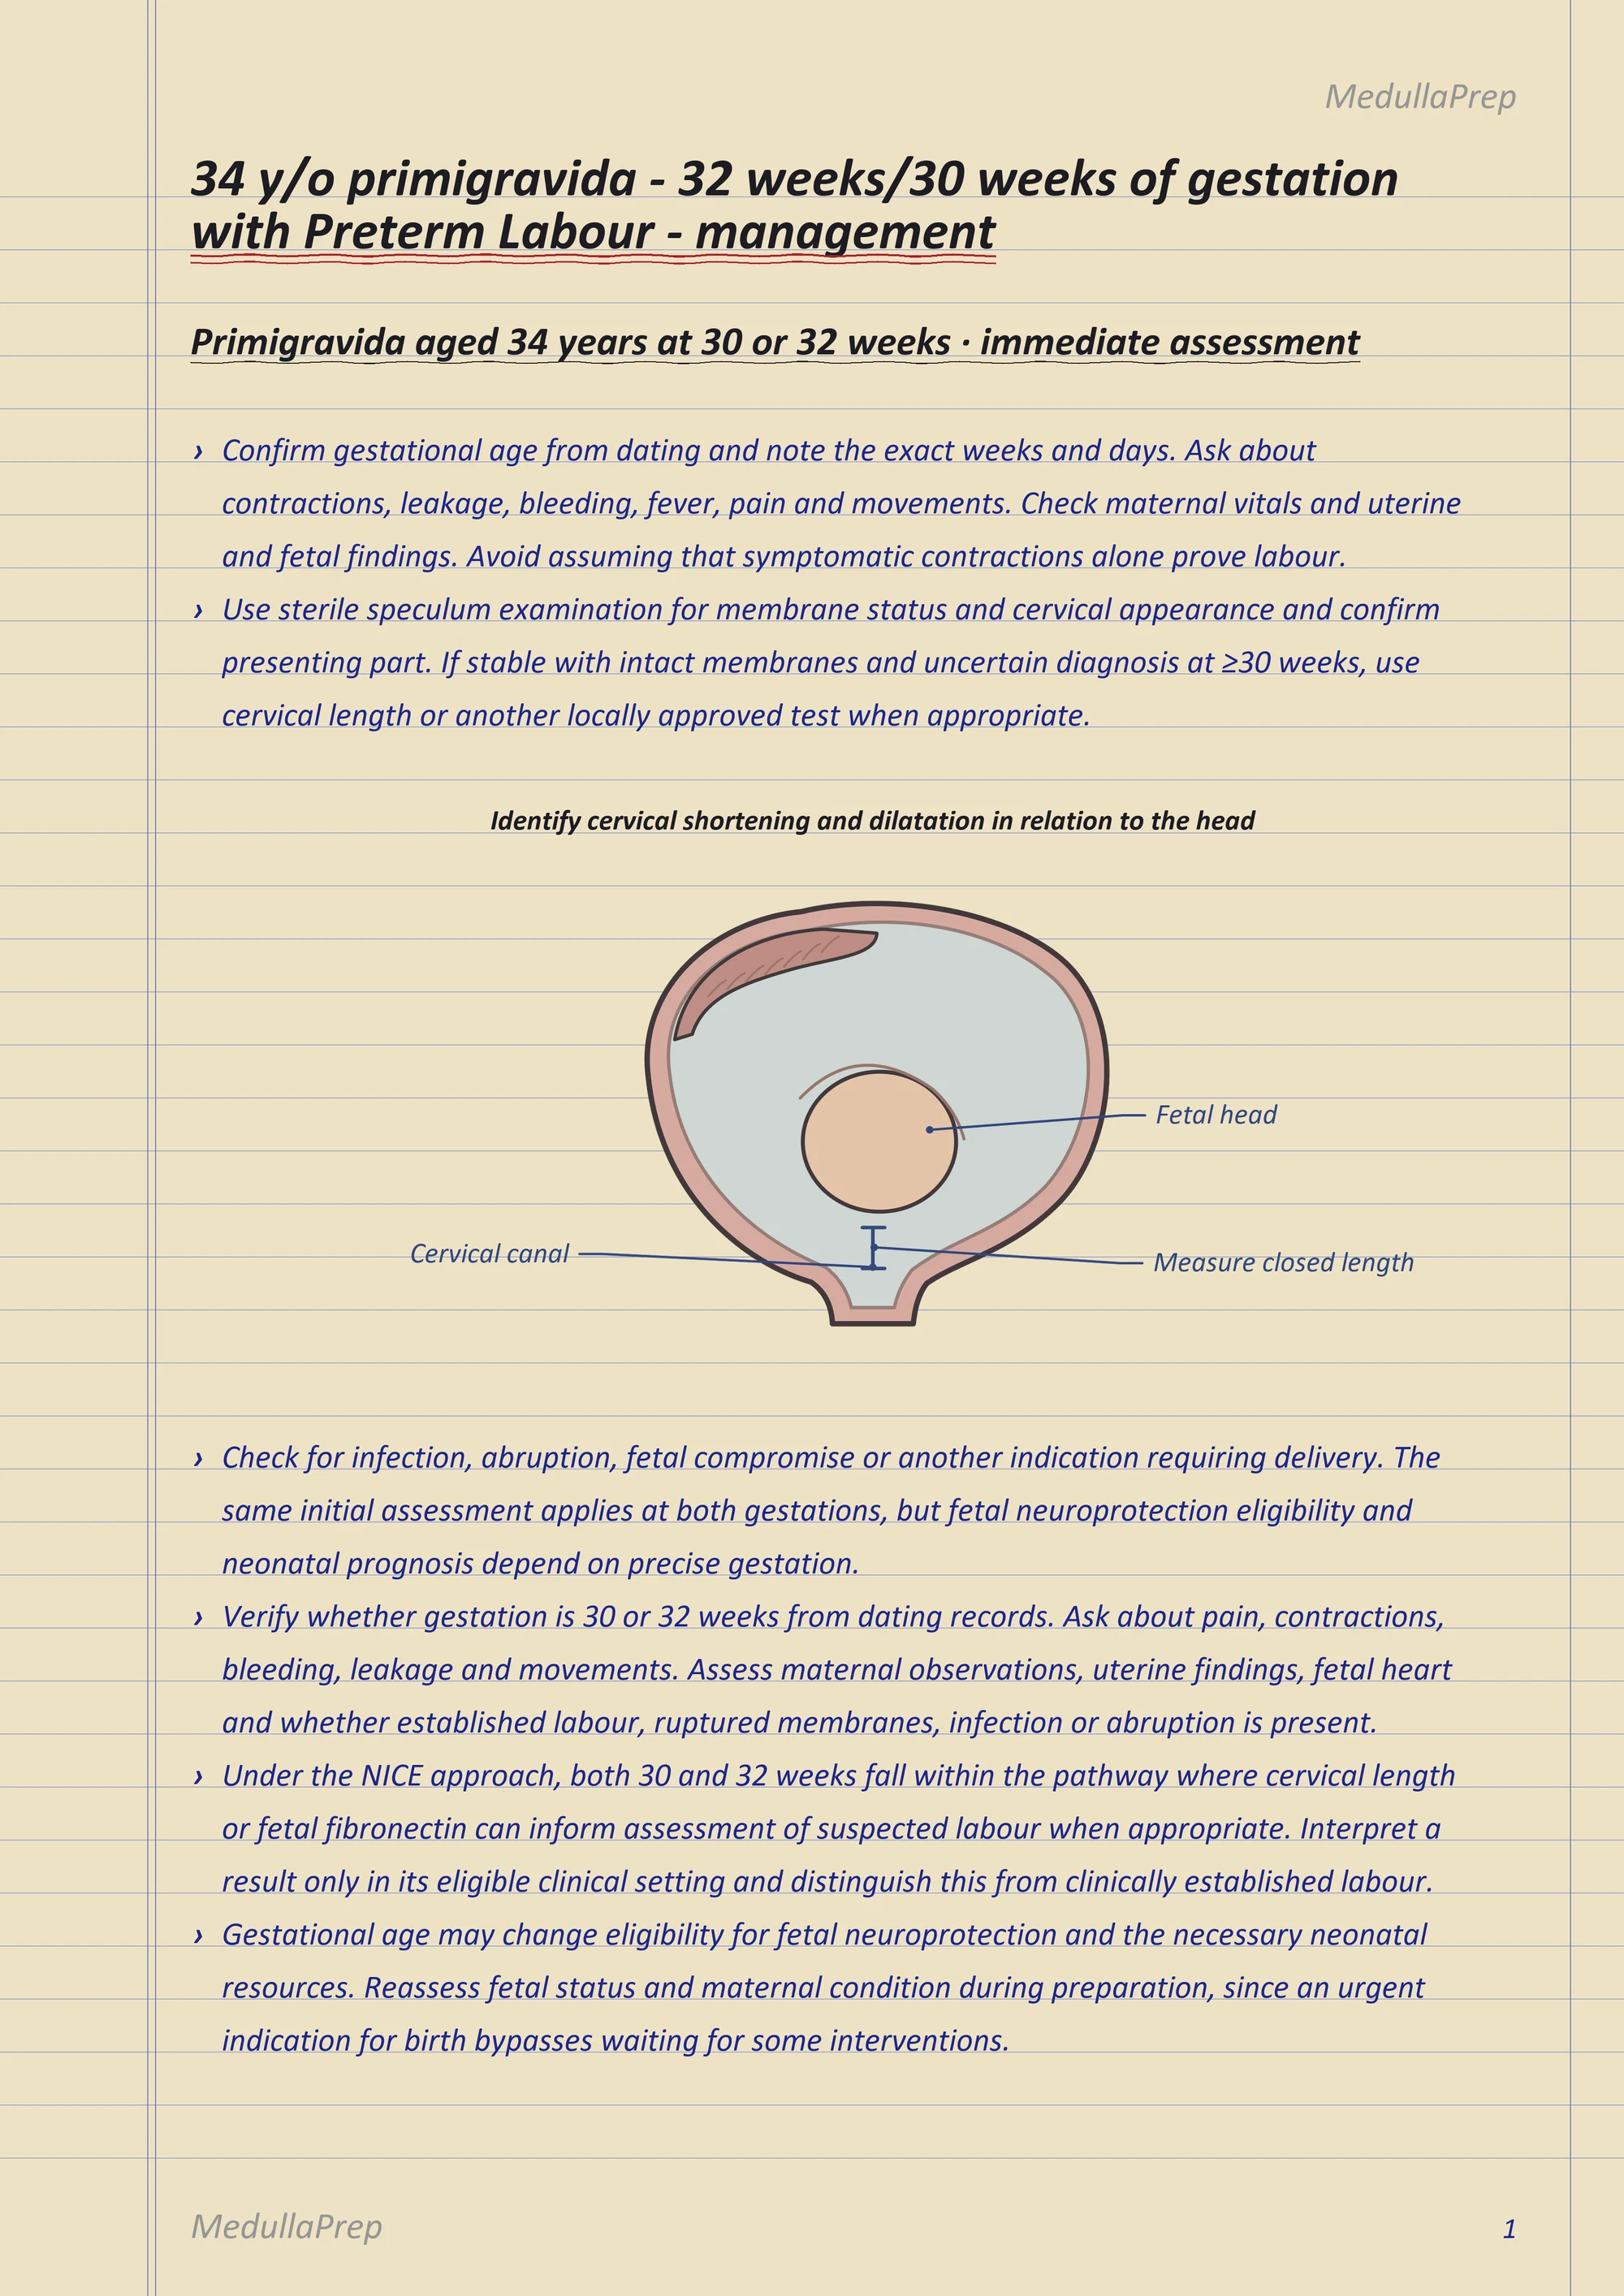 MedullaPrep
34 y/o primigravida - 32 weeks/30 weeks of gestation
with Preterm Labour - management
Primigravida aged 34 years at 30 or 32 weeks · immediate assessment
› Confirm gestational age from dating and note the exact weeks and days. Ask about
contractions, leakage, bleeding, fever, pain and movements. Check maternal vitals and uterine
and fetal findings. Avoid assuming that symptomatic contractions alone prove labour.
› Use sterile speculum examination for membrane status and cervical appearance and confirm
presenting part. If stable with intact membranes and uncertain diagnosis at ≥30 weeks, use
cervical length or another locally approved test when appropriate.
Identify cervical shortening and dilatation in relation to the head
Fetal head
Cervical canal
Measure closed length
› Check for infection, abruption, fetal compromise or another indication requiring delivery. The
same initial assessment applies at both gestations, but fetal neuroprotection eligibility and
neonatal prognosis depend on precise gestation.
› Verify whether gestation is 30 or 32 weeks from dating records. Ask about pain, contractions,
bleeding, leakage and movements. Assess maternal observations, uterine findings, fetal heart
and whether established labour, ruptured membranes, infection or abruption is present.
› Under the NICE approach, both 30 and 32 weeks fall within the pathway where cervical length
or fetal fibronectin can inform assessment of suspected labour when appropriate. Interpret a
result only in its eligible clinical setting and distinguish this from clinically established labour.
› Gestational age may change eligibility for fetal neuroprotection and the necessary neonatal
resources. Reassess fetal status and maternal condition during preparation, since an urgent
indication for birth bypasses waiting for some interventions.
MedullaPrep
1